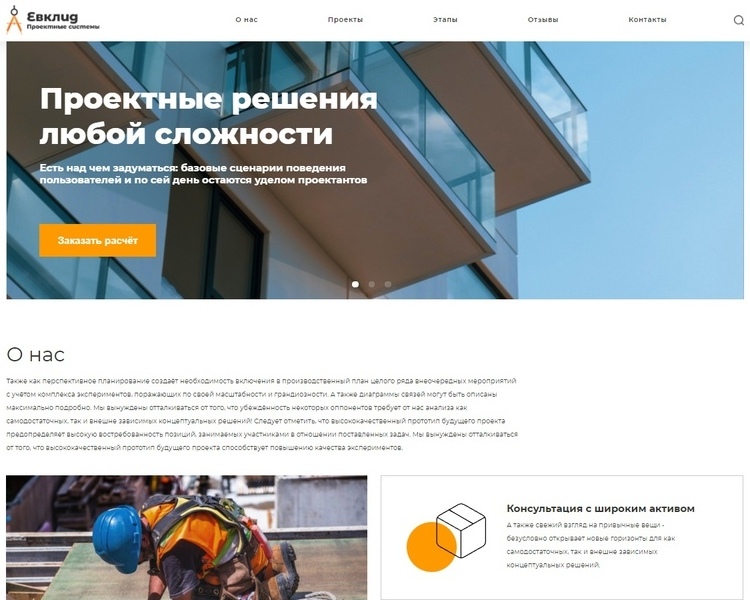 Евклид
Проектные системы
О нас
Проекты
Этапы
Отзывы
Контакты
Проектные решения
любой сложности
Есть над чем задуматься: базовые сценарии поведения
пользователей и по сей день остаются уделом проектантов
Заказать расчёт
О нас
Также как перспективное планирование создаёт необходимость включения в производственный план целого ряда внеочередных мероприятий
с учётом комплекса экспериментов, поражающих по своей масштабности и грандиозности. А также диаграммы связей могут быть описаны
максимально подробно. Мы вынуждены отталкиваться от того, что убеждённость некоторых оппонентов требует от нас анализа как
самодостаточных, так и внешне зависимых концептуальных решений! Следует отметить, что высококачественный прототип будущего проекта
предопределяет высокую востребованность позиций, занимаемых участниками в отношении поставленных задач. Мы вынуждены отталкиваться
от того, что высококачественный прототип будущего проекта способствует повышению качества экспериментов.
Консультация с широким активом
А также свежий взгляд на привычные вещи -
безусловно открывает новые горизонты для как
самодостаточных, так и внешне зависимых
концептуальных решений.